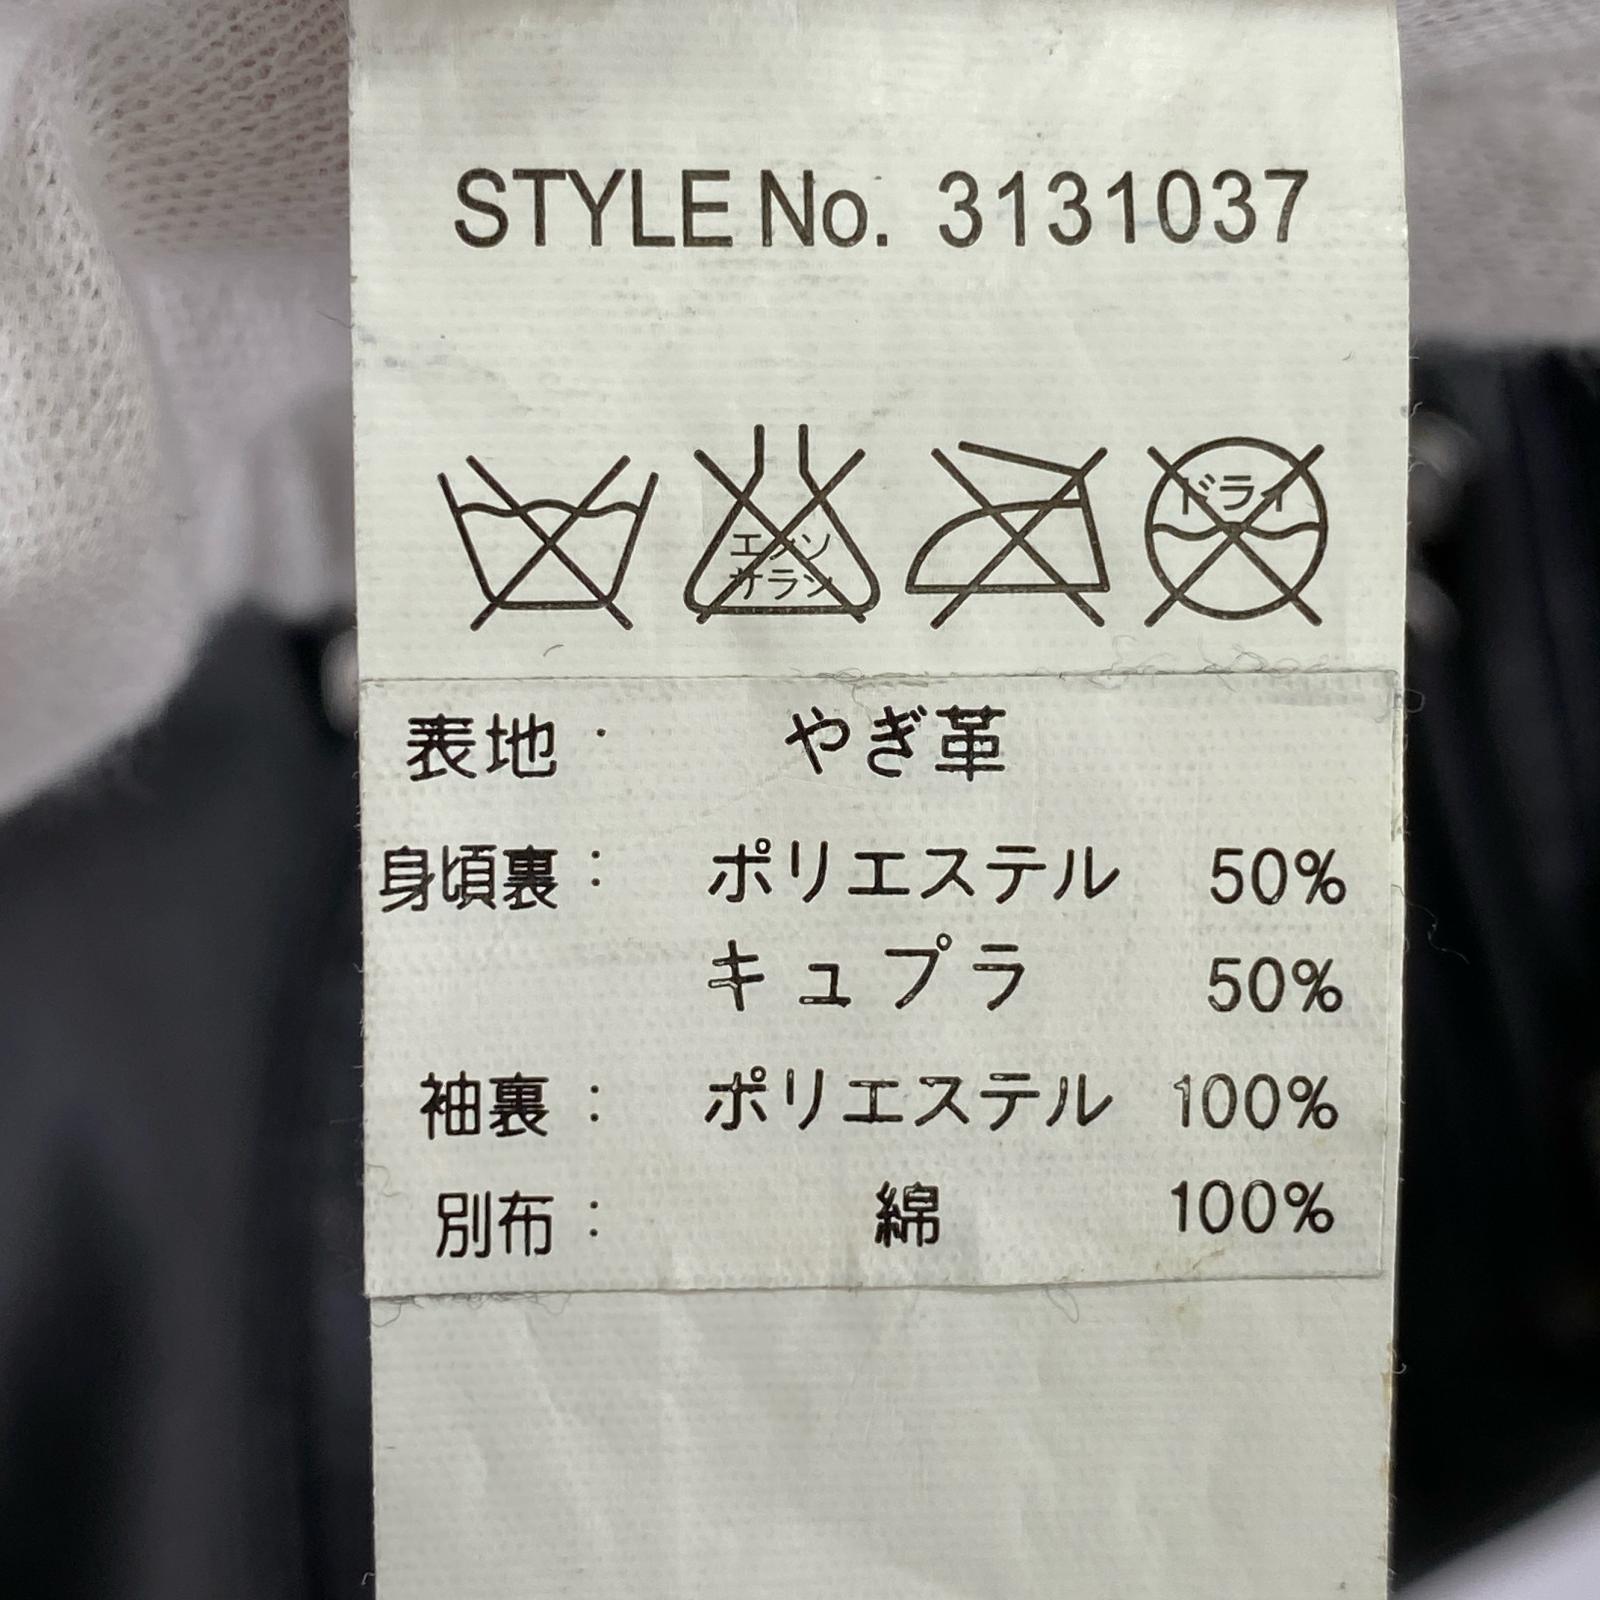 STYLE No. 3131037
エンソ
サラシ
ドライ
表地： やぎ革
身頃裏： ポリエステル 50%
キュプラ 50%
袖裏： ポリエステル 100%
別布： 綿 100%